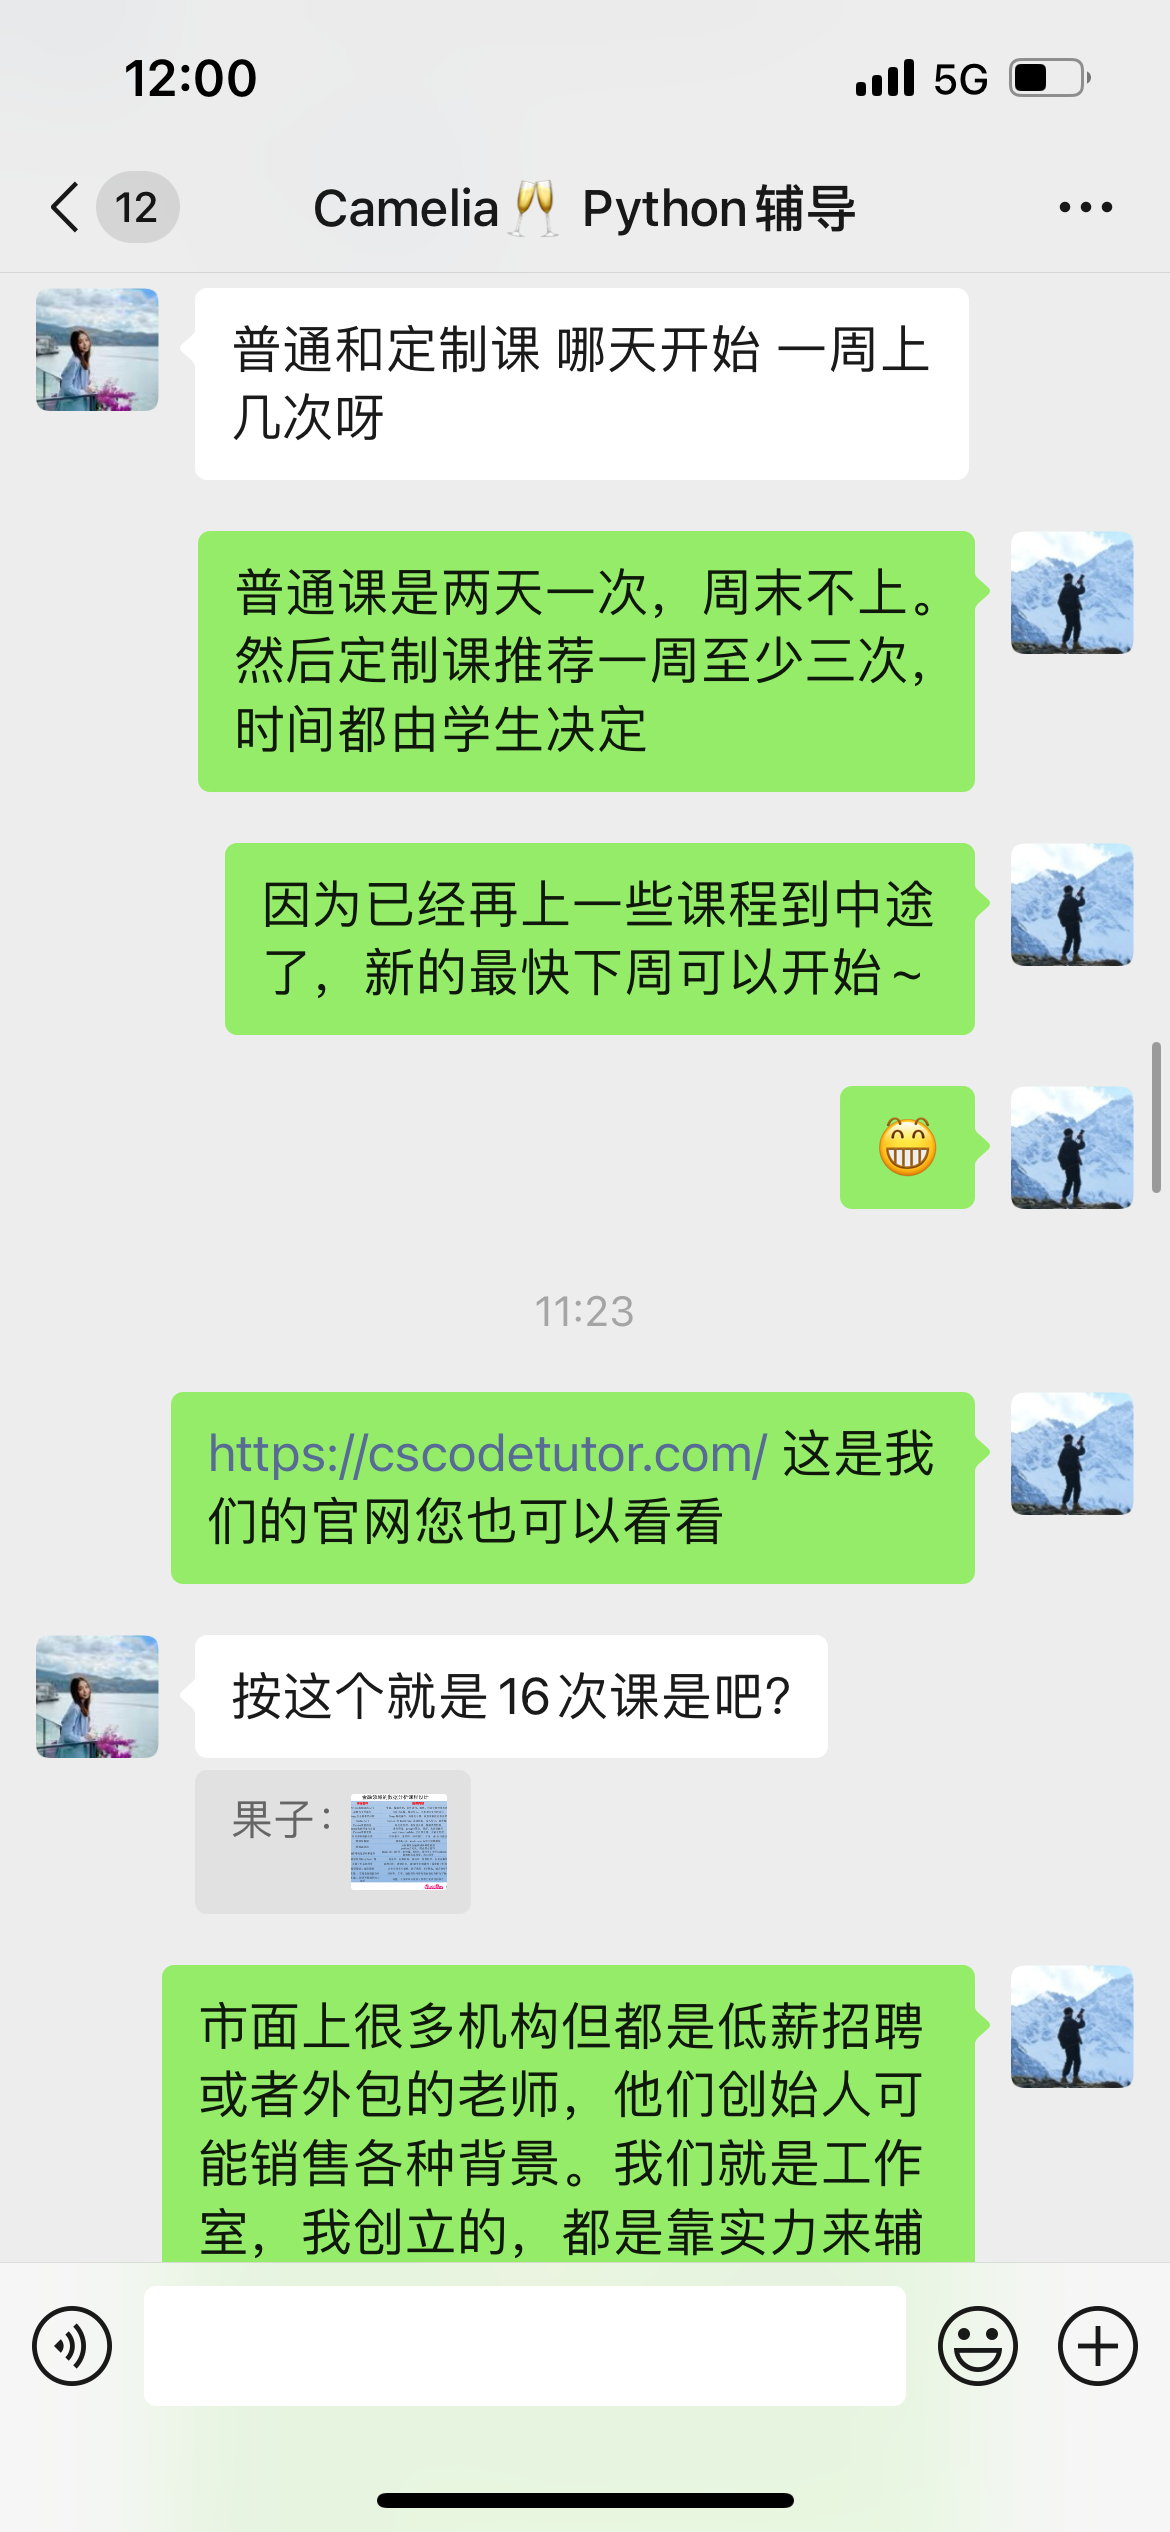 12:00
5G
12
Camelia🥂 Python辅导
普通和定制课 哪天开始 一周上
几次呀
普通课是两天一次，周末不上。
然后定制课推荐一周至少三次，
时间都由学生决定
因为已经再上一些课程到中途
了，新的最快下周可以开始~
😁
11:23
https://cscodetutor.com/ 这是我
们的官网您也可以看看
按这个就是16次课是吧?
果子：
市面上很多机构但都是低薪招聘
或者外包的老师，他们创始人可
能销售各种背景。我们就是工作
室，我创立的，都是靠实力来辅